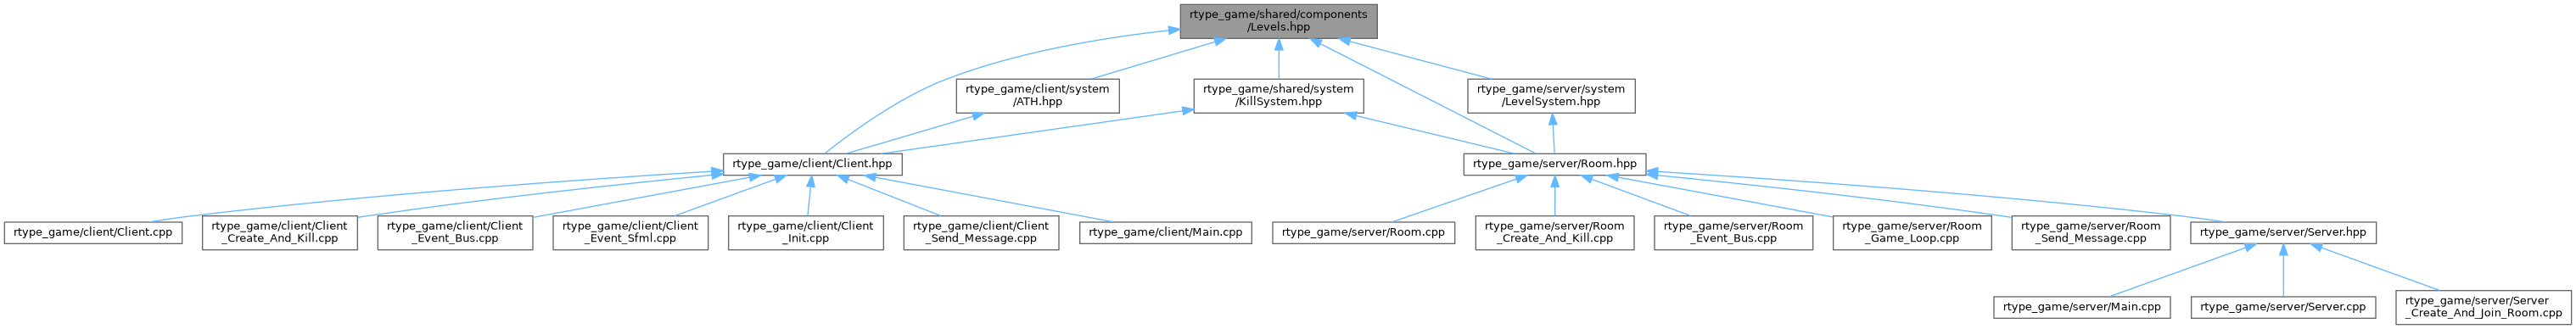 rtype_game/shared/components
/Levels.hpp
rtype_game/client/system
/ATH.hpp
rtype_game/shared/system
/KillSystem.hpp
rtype_game/server/system
/LevelSystem.hpp
rtype_game/client/Client.hpp
rtype_game/server/Room.hpp
rtype_game/client/Client.cpp
rtype_game/client/Client
_Create_And_Kill.cpp
rtype_game/client/Client
_Event_Bus.cpp
rtype_game/client/Client
_Event_Sfml.cpp
rtype_game/client/Client
_Init.cpp
rtype_game/client/Client
_Send_Message.cpp
rtype_game/client/Main.cpp
rtype_game/server/Room.cpp
rtype_game/server/Room
_Create_And_Kill.cpp
rtype_game/server/Room
_Event_Bus.cpp
rtype_game/server/Room
_Game_Loop.cpp
rtype_game/server/Room
_Send_Message.cpp
rtype_game/server/Server.hpp
rtype_game/server/Main.cpp
rtype_game/server/Server.cpp
rtype_game/server/Server
_Create_And_Join_Room.cpp